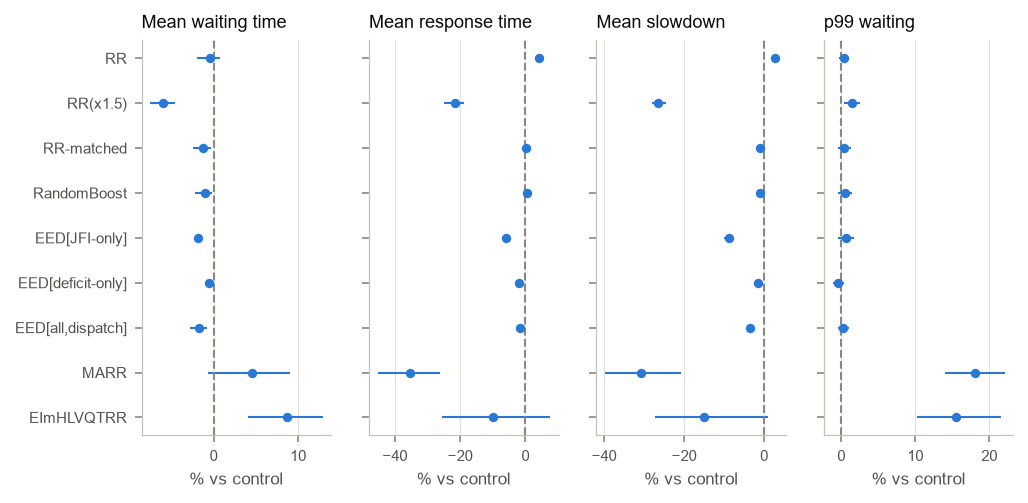 Mean waiting time
Mean response time
Mean slowdown
p99 waiting
RR
RR(x1.5)
RR-matched
RandomBoost
EED[JFI-only]
EED[deficit-only]
EED[all,dispatch]
MARR
EImHLVQTRR
0 10
−40 −20 0
−40 −20 0
0 10 20
% vs control
% vs control
% vs control
% vs control